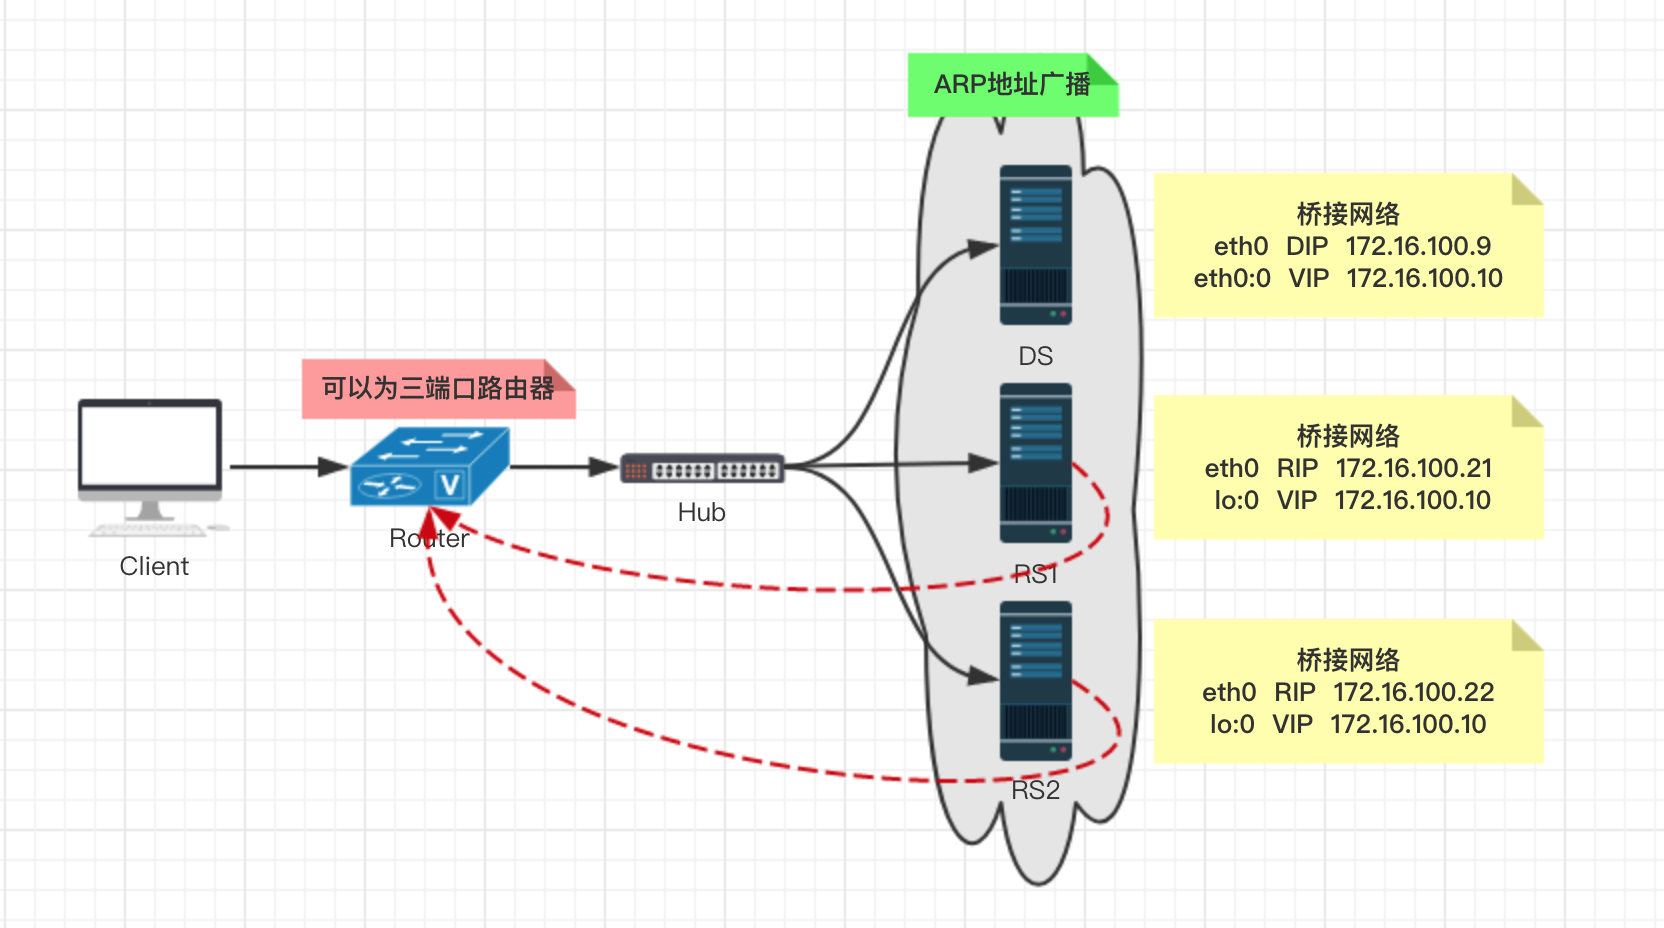 ARP地址广播
桥接网络
eth0 DIP 172.16.100.9
eth0:0 VIP 172.16.100.10
DS
可以为三端口路由器
V
Router
Hub
Client
桥接网络
eth0 RIP 172.16.100.21
lo:0 VIP 172.16.100.10
RS1
桥接网络
eth0 RIP 172.16.100.22
lo:0 VIP 172.16.100.10
RS2